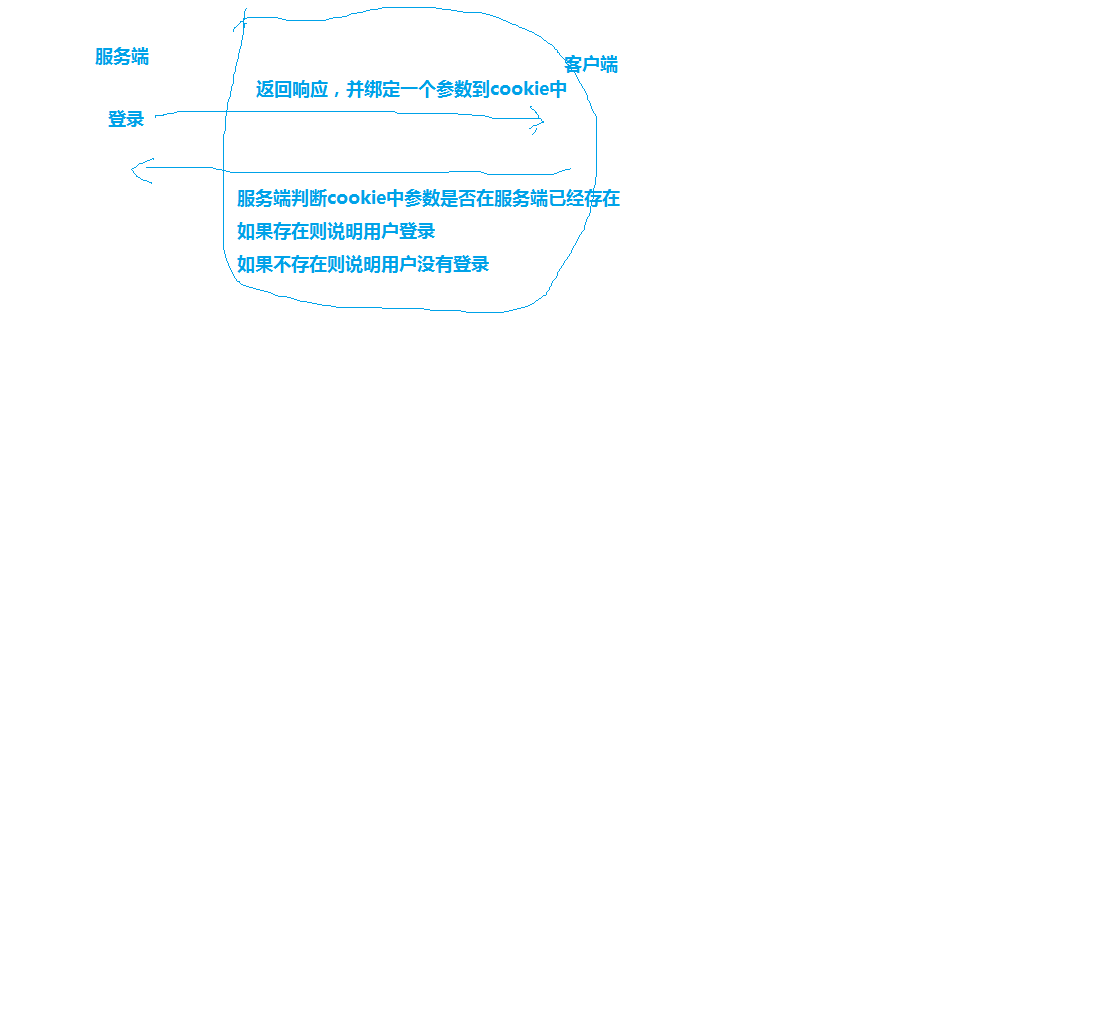 服务端
客户端
返回响应，并绑定一个参数到cookie中
登录
服务端判断cookie中参数是否在服务端已经存在
如果存在则说明用户登录
如果不存在则说明用户没有登录